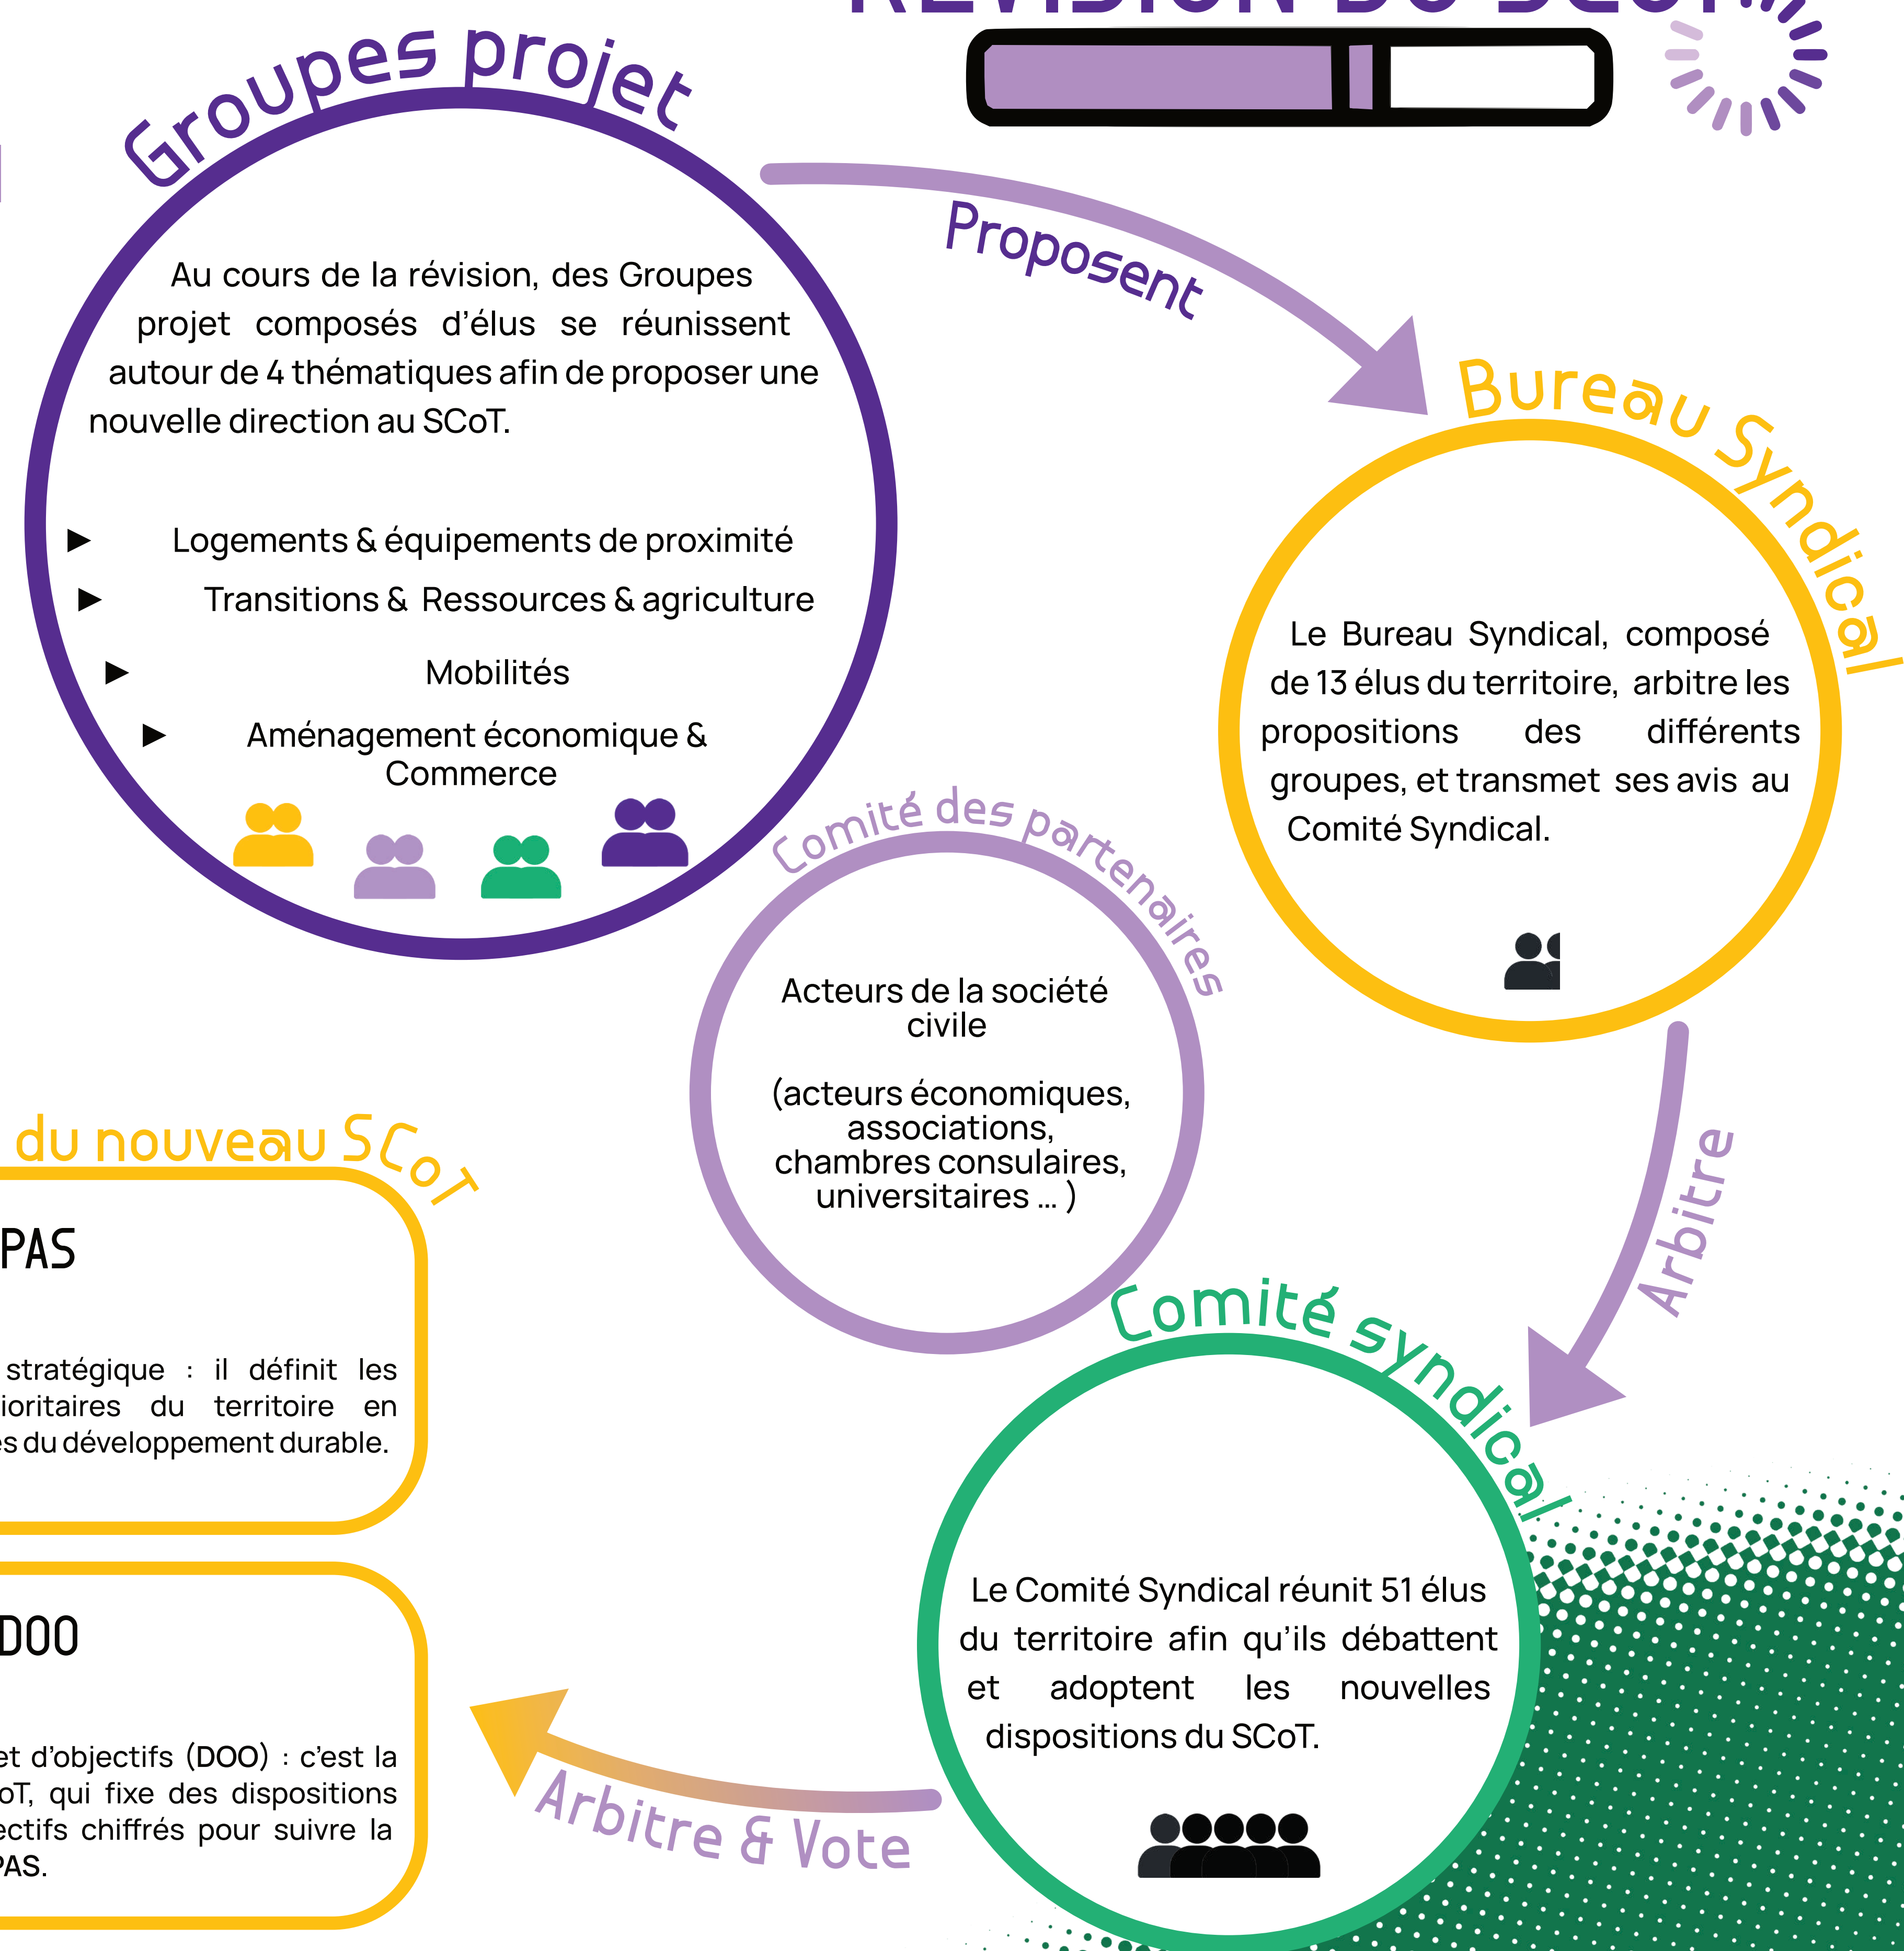 RÉVISION DU SCOT
Groupes projet
Au cours de la révision, des Groupes
projet composés d’élus se réunissent
autour de 4 thématiques afin de proposer une
nouvelle direction au SCoT.
► Logements & équipements de proximité
► Transitions & Ressources & agriculture
► Mobilités
► Aménagement économique &
Commerce
Proposent
Bureau Syndical
Le Bureau Syndical, composé
de 13 élus du territoire, arbitre les
propositions des différents
groupes, et transmet ses avis au
Comité Syndical.
Comité des partenaires
Acteurs de la société
civile
(acteurs économiques,
associations,
chambres consulaires,
universitaires ... )
Arbitre
Comité syndical
Le Comité Syndical réunit 51 élus
du territoire afin qu’ils débattent
et adoptent les nouvelles
dispositions du SCoT.
Arbitre & Vote
du nouveau SCoT
PAS
stratégique : il définit les
ioritaires du territoire en
es du développement durable.
DOO
et d’objectifs (DOO) : c’est la
oT, qui fixe des dispositions
ectifs chiffrés pour suivre la
PAS.